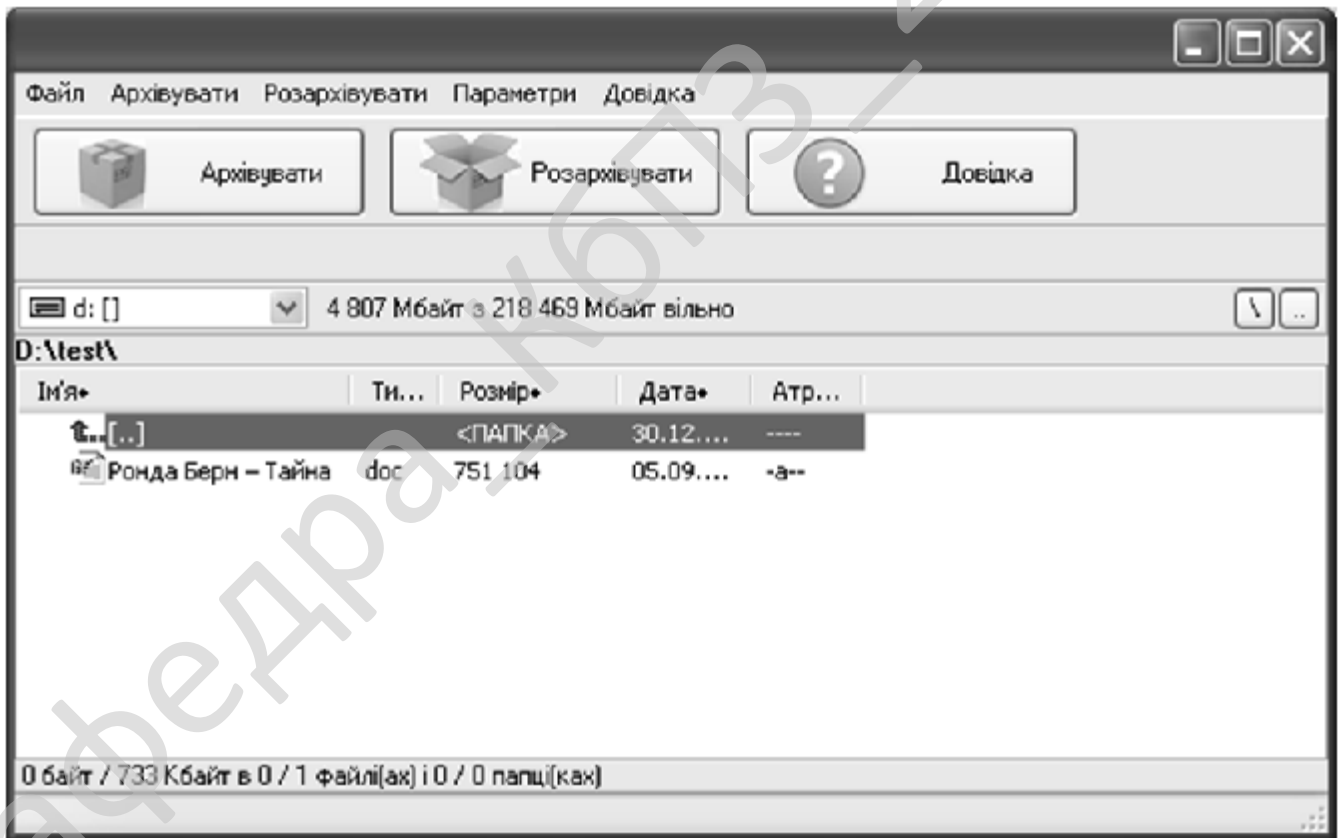 Файл Архівувати Розархівувати Параметри Довідка
Архівувати Розархівувати Довідка
d: [] 4 807 Мбайт з 218 469 Мбайт вільно \ ..
D:\test\
Ім'я Ти... Розмір Дата Атр...
[..] <ПАПКА> 30.12.... ----
Ронда Берн – Тайна doc 751 104 05.09.... -a--
0 байт / 733 Кбайт в 0 / 1 файлі(ах) і 0 / 0 папці(ках)
афедра_КбПЗ_